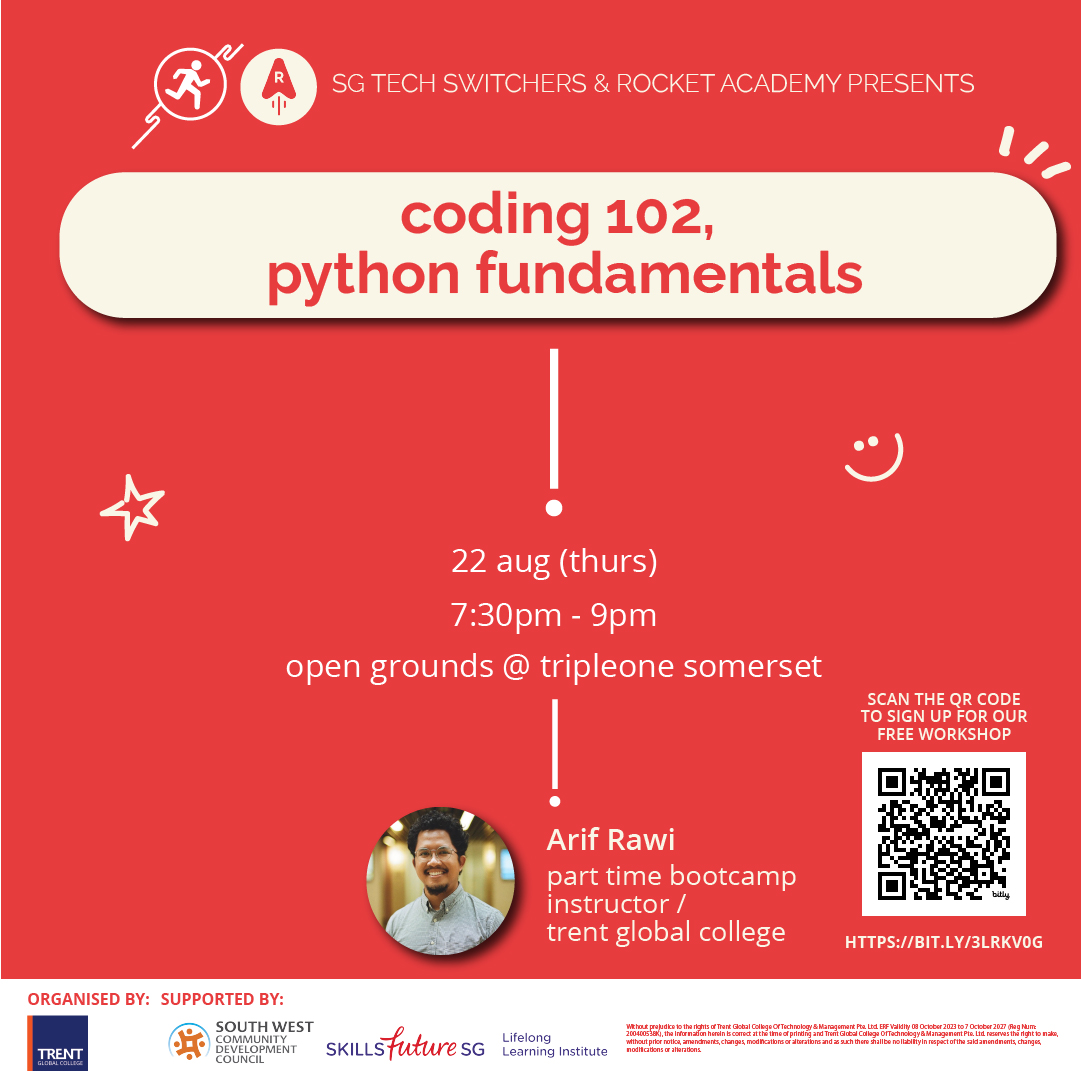 R
SG TECH SWITCHERS & ROCKET ACADEMY PRESENTS
coding 102,
python fundamentals
22 aug (thurs)
7:30pm - 9pm
open grounds @ tripleone somerset
SCAN THE QR CODE
TO SIGN UP FOR OUR
FREE WORKSHOP
bitly
HTTPS://BIT.LY/3LRKV0G
Arif Rawi
part time bootcamp
instructor /
trent global college
ORGANISED BY: SUPPORTED BY:
TRENT
GLOBAL COLLEGE
SOUTH WEST
COMMUNITY
DEVELOPMENT
COUNCIL
SKILLS future SG
Lifelong
Learning Institute
Without prejudice to the rights of Trent Global College Of Technology & Management Pte. Ltd. ERF Validity 08 October 2023 to 7 October 2027 (Reg Num:
200400538K), the information herein is correct at the time of printing and Trent Global College Of Technology & Management Pte. Ltd. reserves the right to make,
without prior notice, amendments, changes, modifications or alterations and as such there shall be no liability in respect of the said amendments, changes,
modifications or alterations.